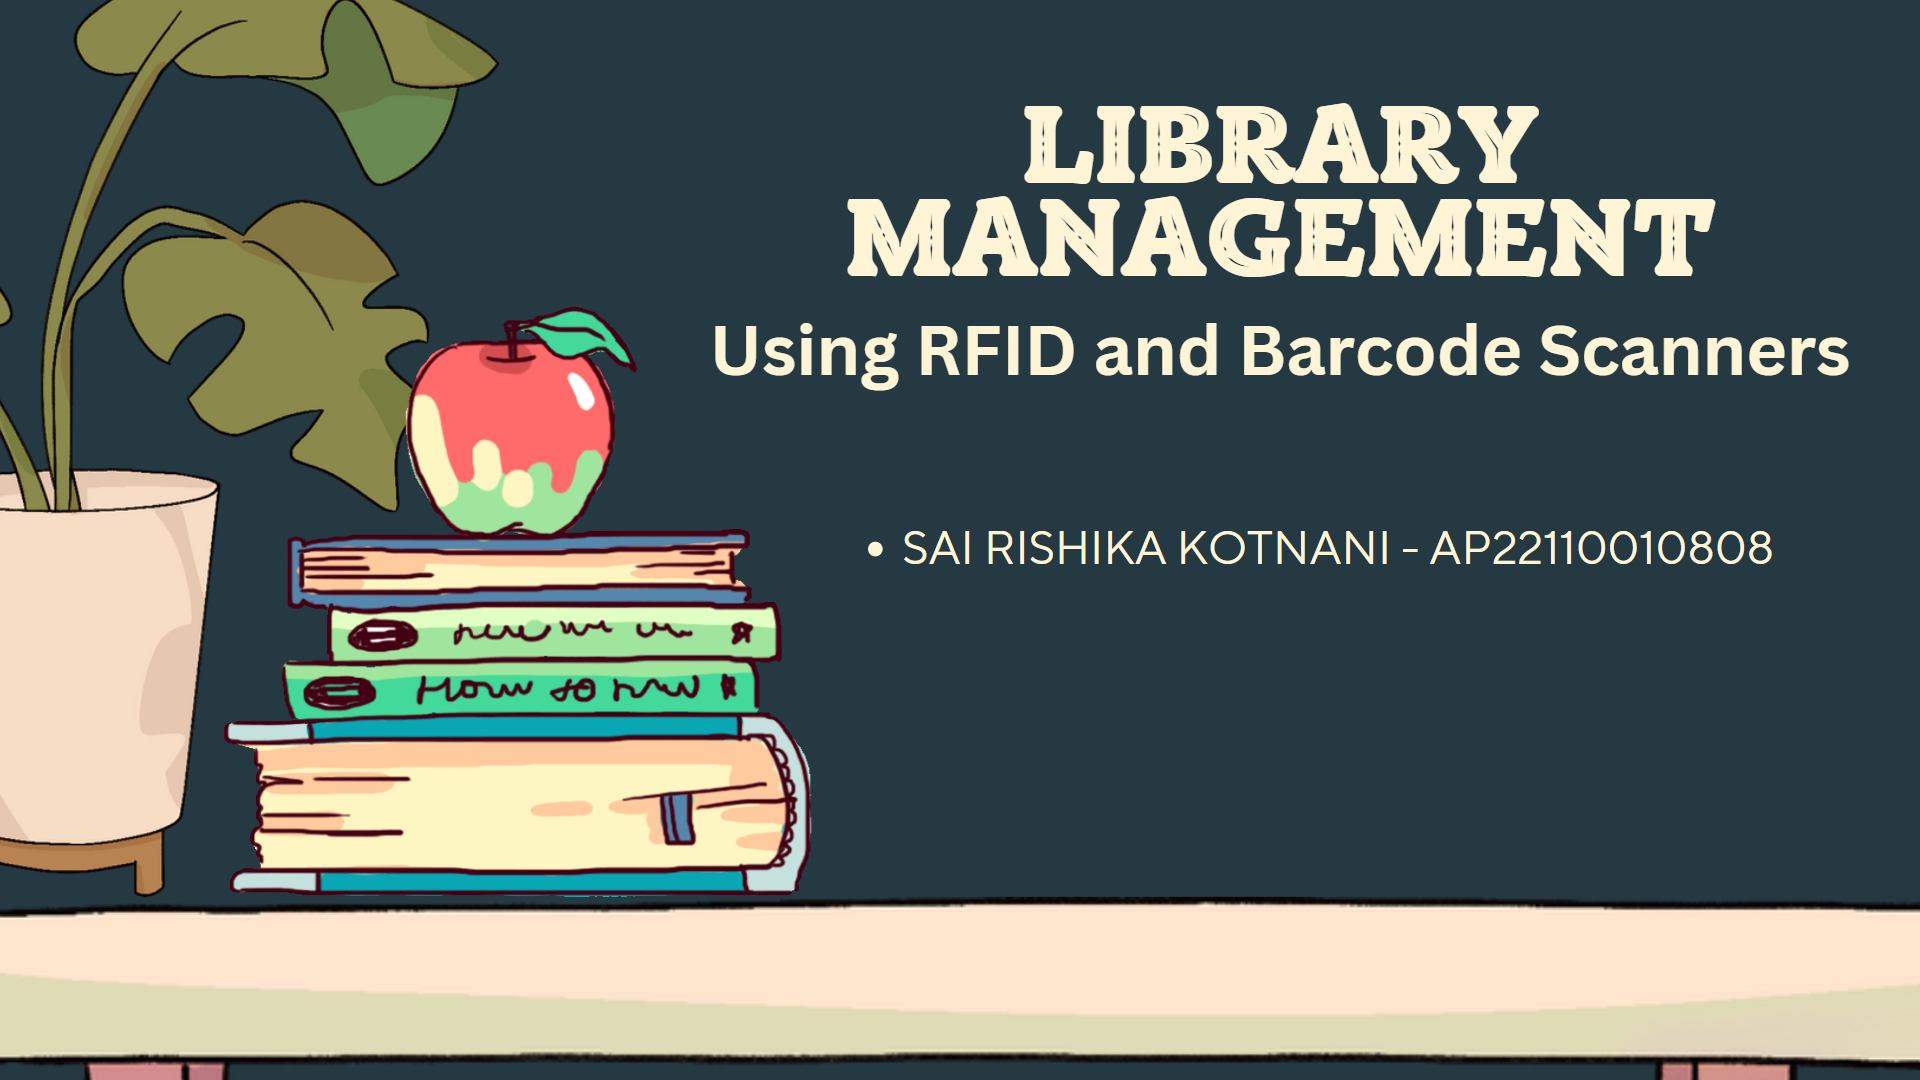 LIBRARY
MANAGEMENT
Using RFID and Barcode Scanners
• SAI RISHIKA KOTNANI - AP22110010808